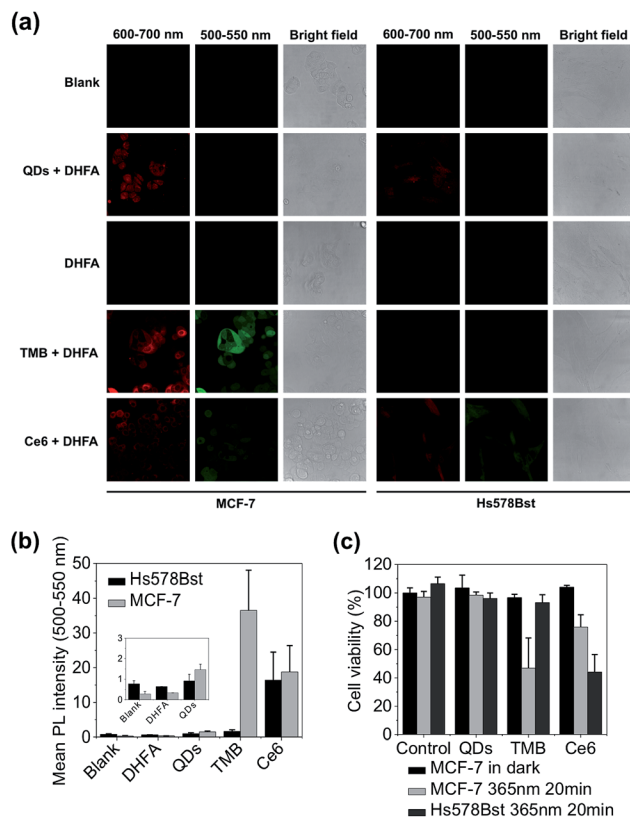 (a)
600-700 nm 500-550 nm Bright field 600-700 nm 500-550 nm Bright field
Blank
QDs + DHFA
DHFA
TMB + DHFA
Ce6 + DHFA
MCF-7 Hs578Bst
(b)
Mean PL intensity (500-550 nm)
50
40
30
20
10
0
Hs578Bst
MCF-7
3
2
1
0
Blank DHFA QDs
Blank DHFA QDs TMB Ce6
(c)
Cell viability (%)
120
100
80
60
40
20
0
Control QDs TMB Ce6
MCF-7 in dark
MCF-7 365nm 20min
Hs578Bst 365nm 20min